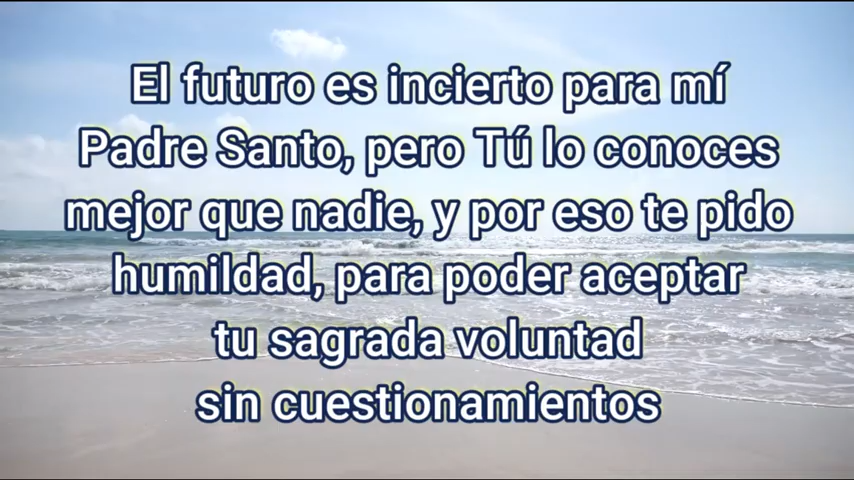 El futuro es incierto para mí
Padre Santo, pero Tú lo conoces
mejor que nadie, y por eso te pido
humildad, para poder aceptar
tu sagrada voluntad
sin cuestionamientos